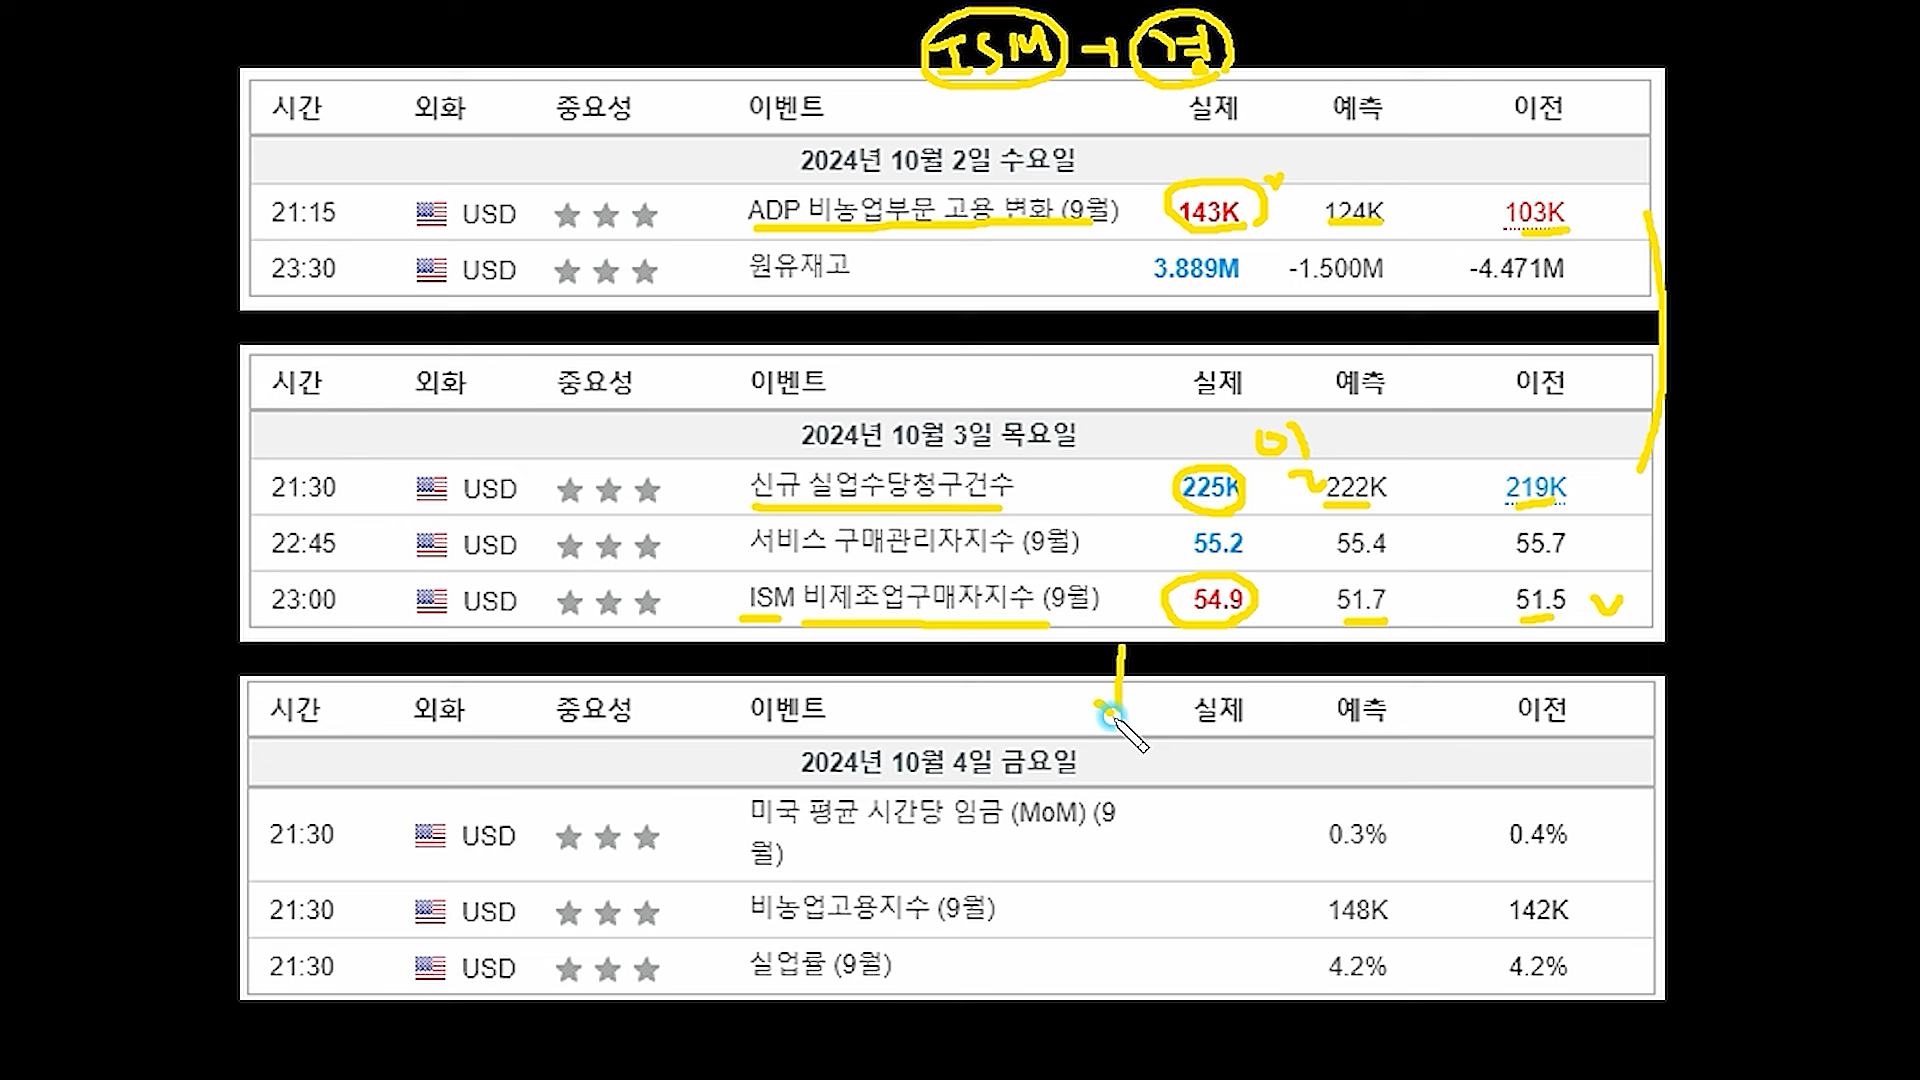 ISM → 경
시간 외화 중요성 이벤트 실제 예측 이전
2024년 10월 2일 수요일
21:15 USD ADP 비농업부문 고용 변화 (9월) 143K 124K 103K
23:30 USD 원유재고 3.889M -1.500M -4.471M
시간 외화 중요성 이벤트 실제 예측 이전
2024년 10월 3일 목요일
21:30 USD 신규 실업수당청구건수 225K 222K 219K
22:45 USD 서비스 구매관리자지수 (9월) 55.2 55.4 55.7
23:00 USD ISM 비제조업구매자지수 (9월) 54.9 51.7 51.5
시간 외화 중요성 이벤트 실제 예측 이전
2024년 10월 4일 금요일
21:30 USD 미국 평균 시간당 임금 (MoM) (9
월) 0.3% 0.4%
21:30 USD 비농업고용지수 (9월) 148K 142K
21:30 USD 실업률 (9월) 4.2% 4.2%